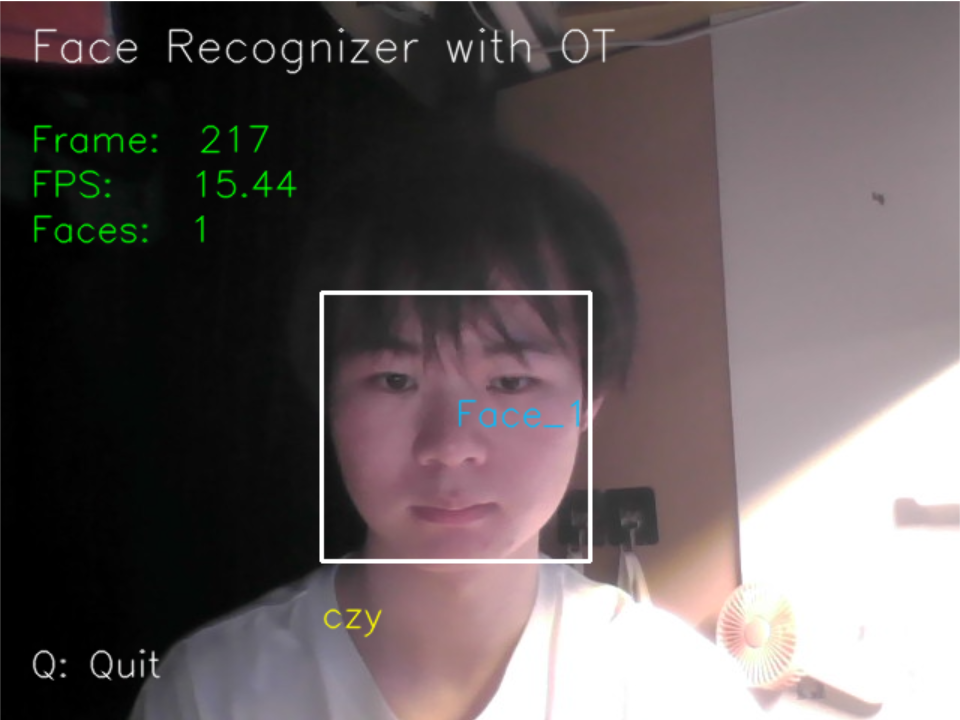 Face Recognizer with OT
Frame: 217
FPS: 15.44
Faces: 1
Face_1
czy
Q: Quit